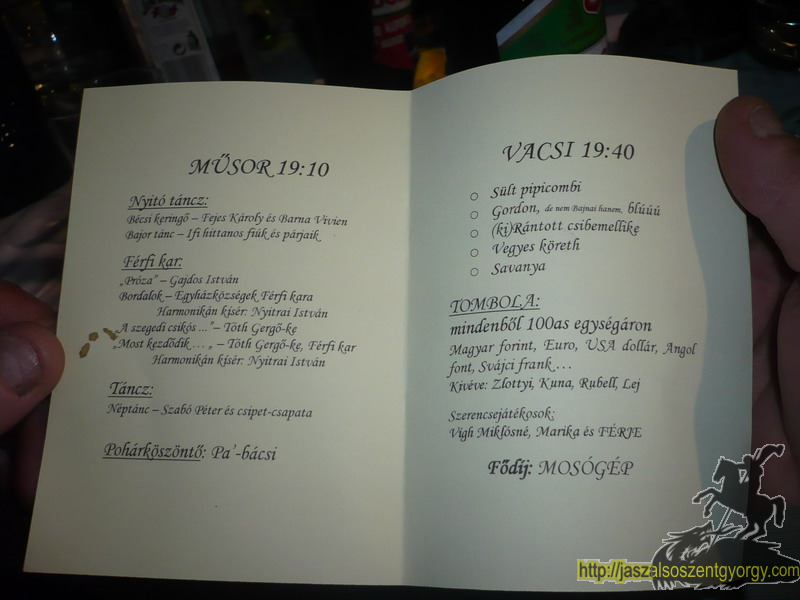 MŰSOR 19:10
Nyitó táncz:
Bécsi keringő – Fejes Károly és Barna Vivien
Bajor tánc – Ifi hittanos fiúk és párjaik
Férfi kar:
„Próza" – Gajdos István
Bordalok – Egyházközségek Férfi kara
Harmonikán kísér: Nyitrai István
„A szegedi csikós ..."– Tóth Gergő-ke
„Most kezdődik ... „ – Tóth Gergő-ke, Férfi kar
Harmonikán kísér: Nyitrai István
Táncz:
Néptánc – Szabó Péter és csipet-csapata
Pohárköszöntő: Pa'-bácsi
VACSI 19:40
○ Sült pipicombi
○ Gordon, de nem Bajnai hanem, blúúú
○ (ki)Rántott csibemellike
○ Vegyes köreth
○ Savanya
TOMBOLA:
mindenből 100as egységáron
Magyar forint, Euro, USA dollár, Angol
font, Svájci frank ...
Kivéve: Zlottyi, Kuna, Rubell, Lej
Szerencsejátékosok:
Vígh Miklósné, Marika és FÉRJE
Fődíj: MOSÓGÉP
http://jaszalsoszentgyorgy.com/